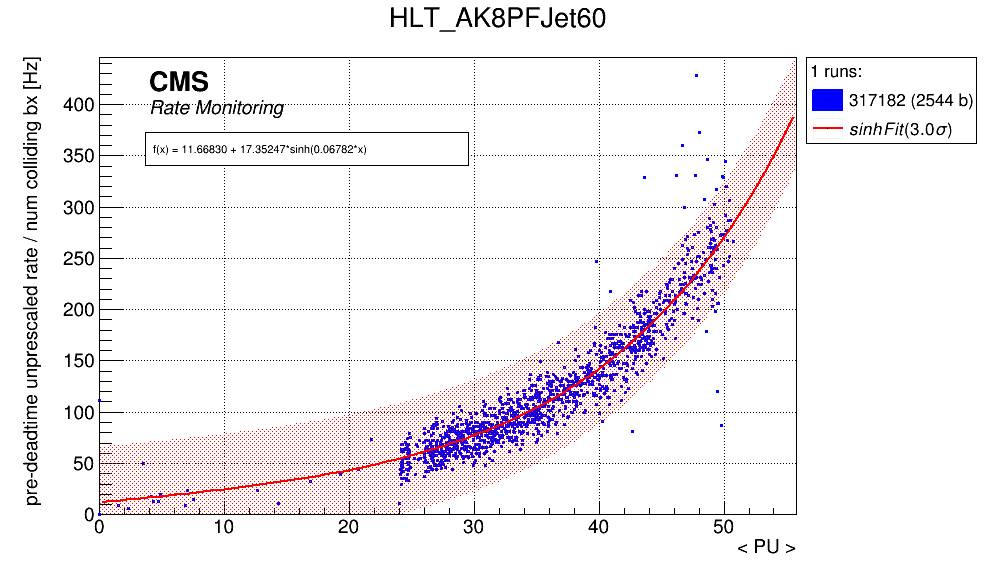 HLT_AK8PFJet60
pre-deadtime unprescaled rate / num colliding bx [Hz]
CMS
Rate Monitoring
f(x) = 11.66830 + 17.35247*sinh(0.06782*x)
400
350
300
250
200
150
100
50
0
0 10 20 30 40 50
< PU >
1 runs:
317182 (2544 b)
sinhFit(3.0σ)